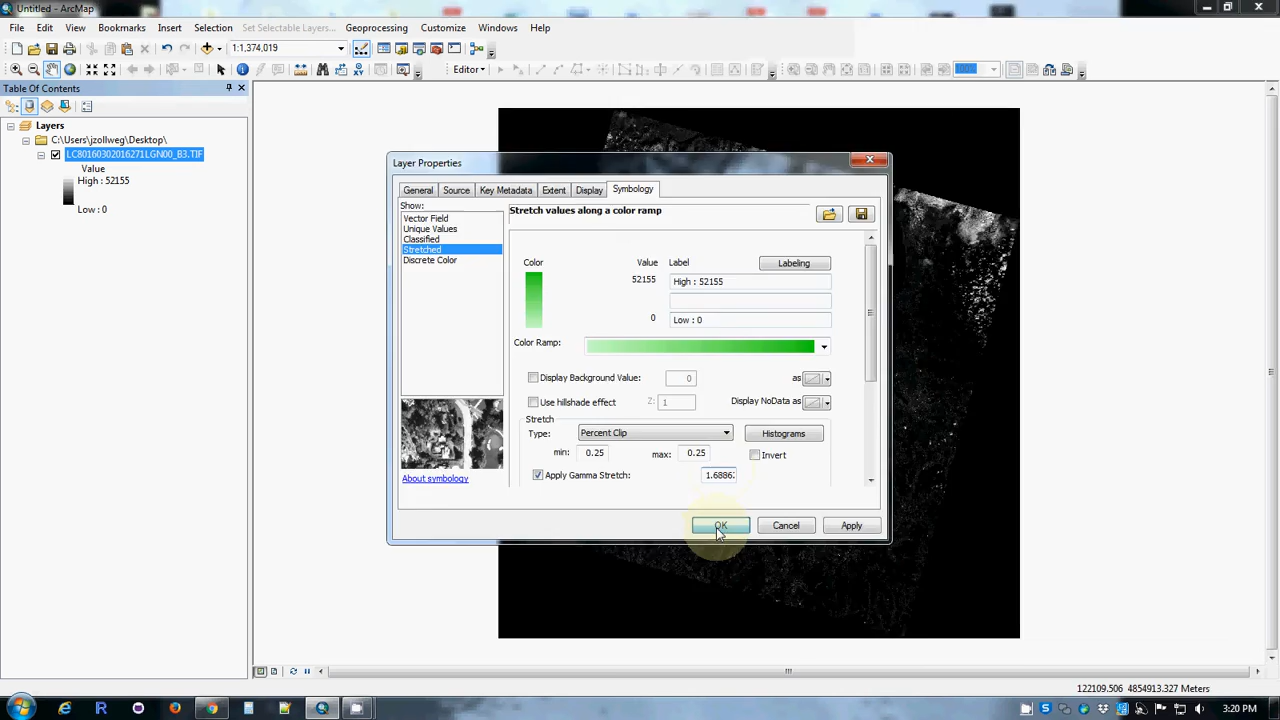 Untitled - ArcMap
File Edit View Bookmarks Insert Selection Set Selectable Layers... Geoprocessing Customize Windows Help
1:1,374,019
Editor
Table Of Contents
Layers
C:\Users\jzollweg\Desktop\
LC80160302016271LGN00_B3.TIF
Value
High : 52155
Low : 0
Layer Properties
General Source Key Metadata Extent Display Symbology
Show:
Vector Field
Unique Values
Classified
Stretched
Discrete Color
About symbology
Stretch values along a color ramp
Color Value Label Labeling
52155 High : 52155
0 Low : 0
Color Ramp:
Display Background Value: 0 as
Use hillshade effect Z: 1 Display NoData as
Stretch
Type: Percent Clip Histograms
min: 0.25 max: 0.25 Invert
Apply Gamma Stretch: 1.6886
OK Cancel Apply
122109.506 4854913.327 Meters
3:20 PM